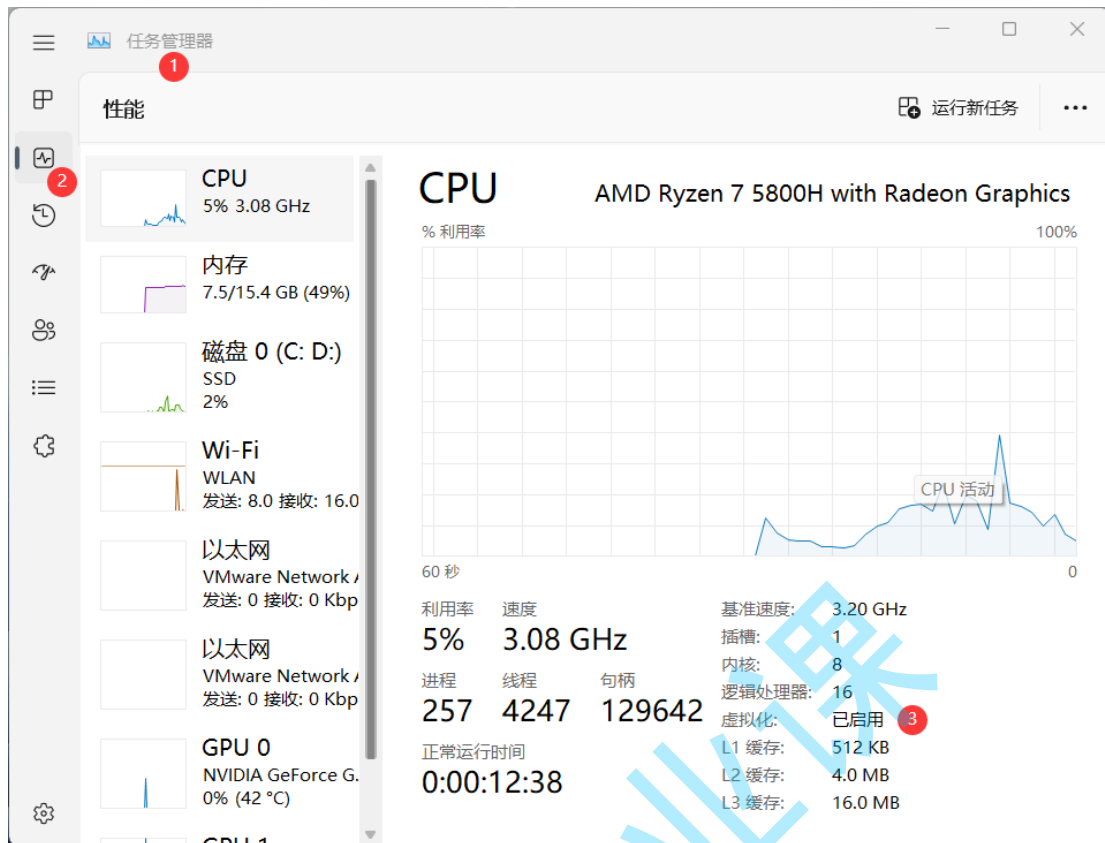 任务管理器
1
性能
运行新任务
2
CPU
5% 3.08 GHz
内存
7.5/15.4 GB (49%)
磁盘 0 (C: D:)
SSD
2%
Wi-Fi
WLAN
发送: 8.0 接收: 16.0
以太网
VMware Network
发送: 0 接收: 0 Kbp
以太网
VMware Network
发送: 0 接收: 0 Kbp
GPU 0
NVIDIA GeForce G.
0% (42 °C)
GPU 1
CPU
AMD Ryzen 7 5800H with Radeon Graphics
% 利用率
100%
CPU 活动
60 秒
0
利用率
速度
5%
3.08 GHz
进程
线程
句柄
257
4247
129642
正常运行时间
0:00:12:38
基准速度: 3.20 GHz
插槽: 1
内核: 8
逻辑处理器: 16
虚拟化: 已启用 3
L1 缓存: 512 KB
L2 缓存: 4.0 MB
L3 缓存: 16.0 MB
业课